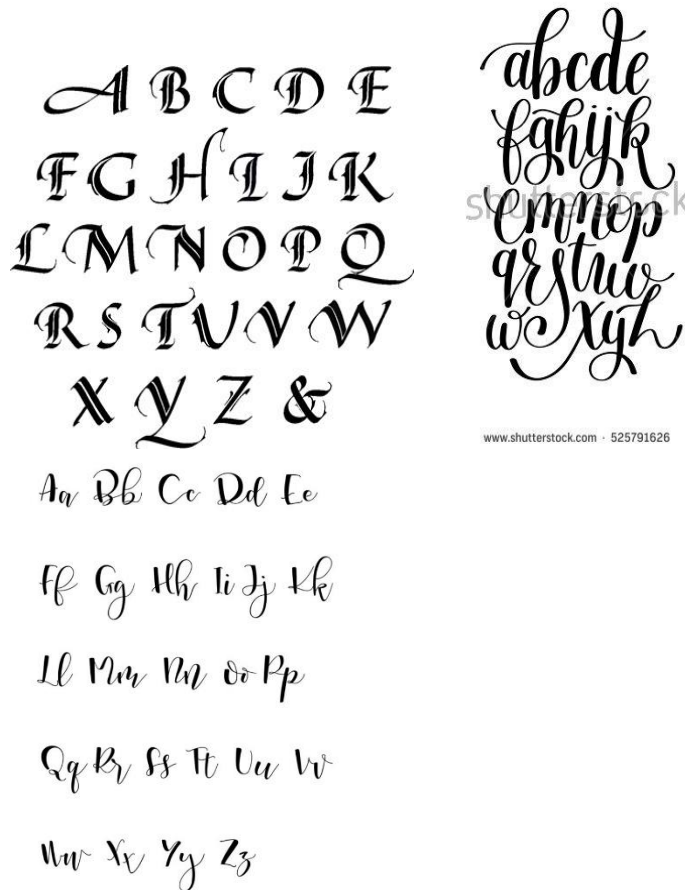 A B C D E
F G H I J K
L M N O P Q
R S T U V W
X Y Z &
Aa Bb Cc Dd Ee
Ff Gg Hh Ii Jj Kk
Ll Mm Nn Oo Pp
Qq Rr Ss Tt Uu Vv
Ww Xx Yy Zz
abcde
fghijk
shutterstock
lmnop
qrstuv
wxyz
www.shutterstock.com · 525791626